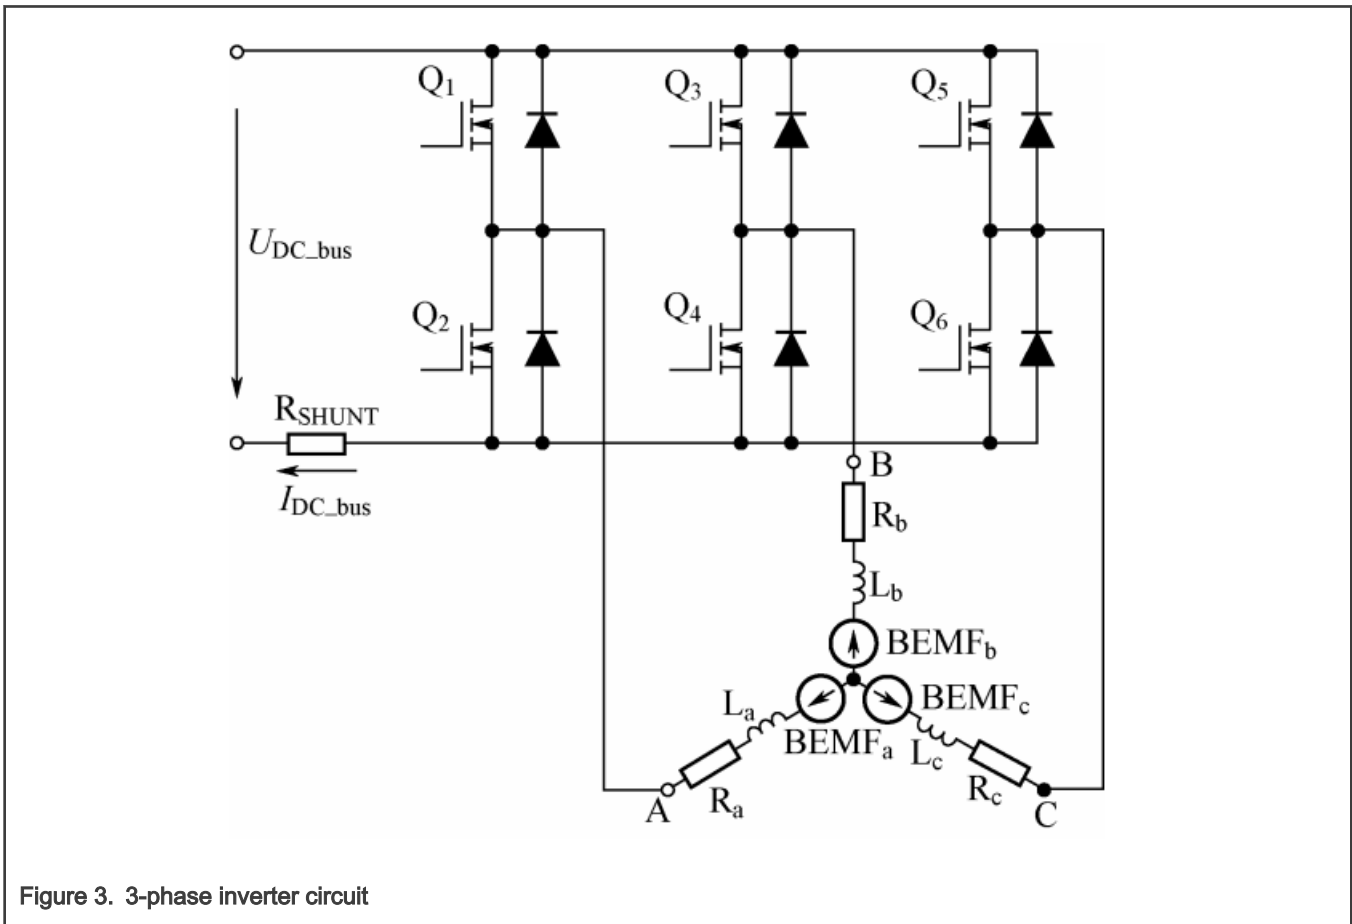 Q1
Q3
Q5
UDC_bus
Q2
Q4
Q6
RSHUNT
IDC_bus
B
Rb
Lb
BEMFb
La
BEMFc
BEMFa
Lc
A
Ra
Rc
C
Figure 3. 3-phase inverter circuit